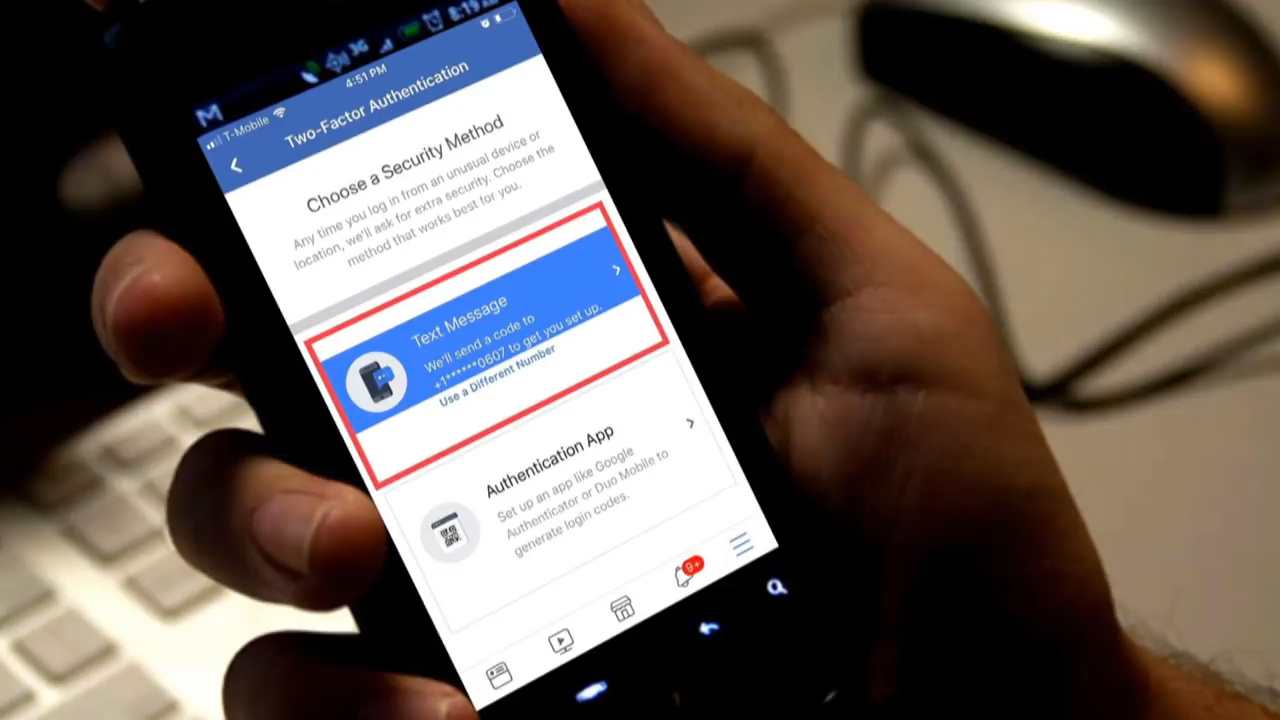 3G
8:19
T-Mobile
4:51 PM
Two-Factor Authentication
Choose a Security Method
Any time you log in from an unusual device or
location, we'll ask for extra security. Choose the
method that works best for you.
Text Message
We'll send a code to
+1******0607 to get you set up.
Use a Different Number
Authentication App
Set up an app like Google
Authenticator or Duo Mobile to
generate login codes.
9+